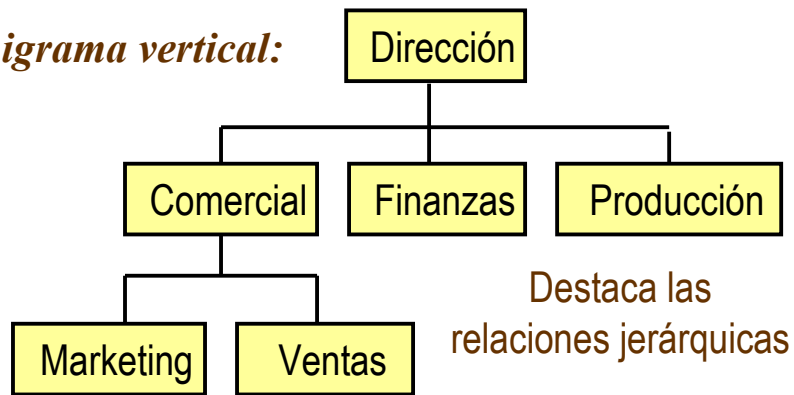 igrama vertical:
Dirección
Comercial
Finanzas
Producción
Destaca las
relaciones jerárquicas
Marketing
Ventas